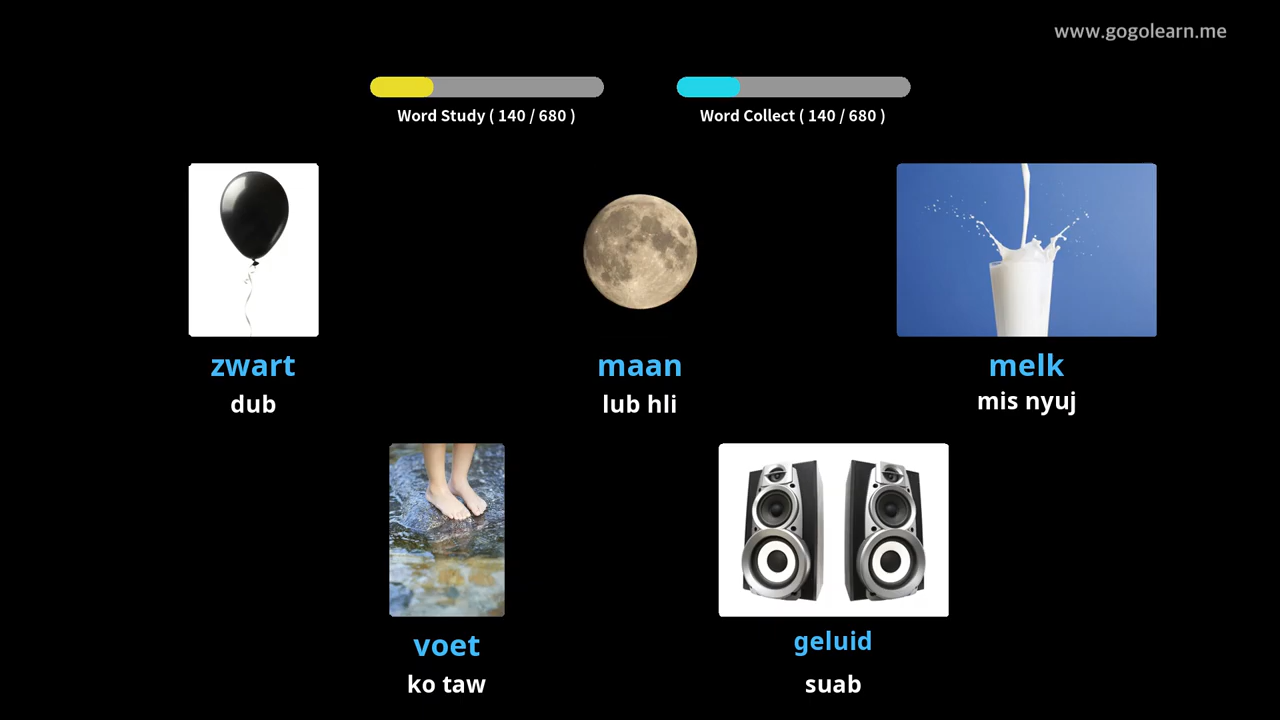 www.gogolearn.me
Word Study ( 140 / 680 )
Word Collect ( 140 / 680 )
zwart
dub
maan
lub hli
melk
mis nyuj
voet
ko taw
geluid
suab